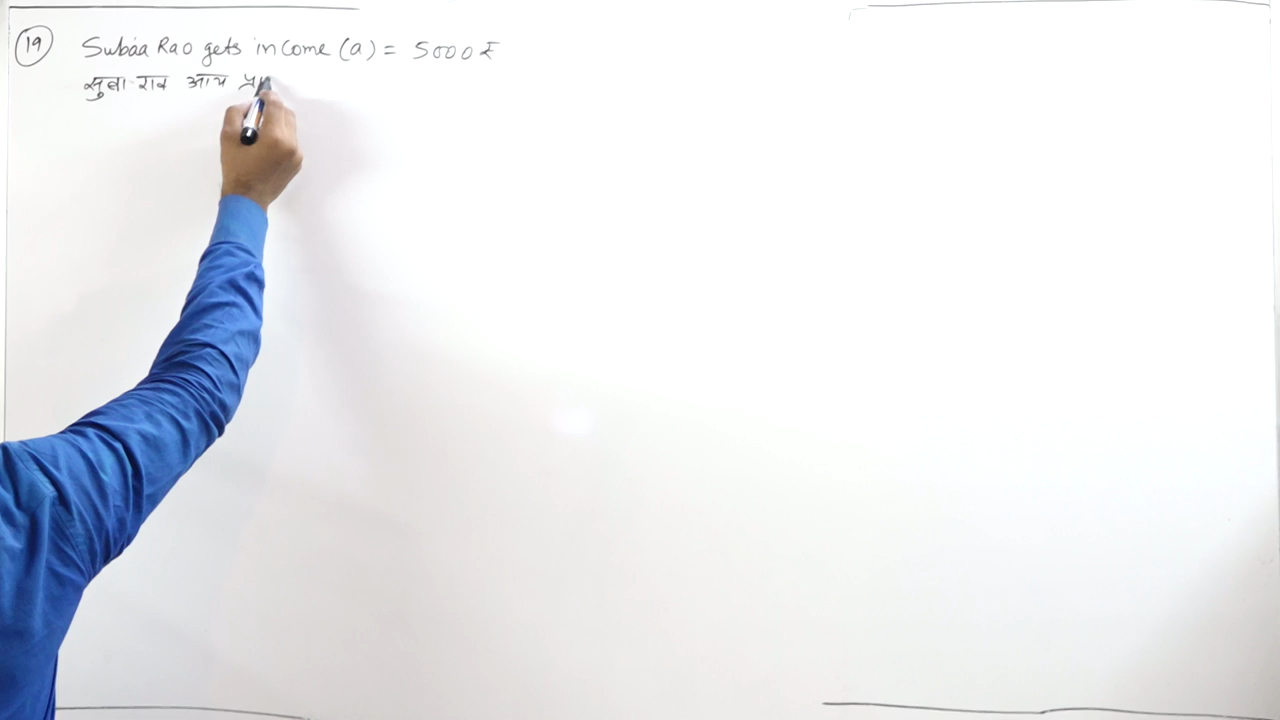 19 Subaa Rao gets income (a) = 5000 ₹
सुबा राव आय प्रा